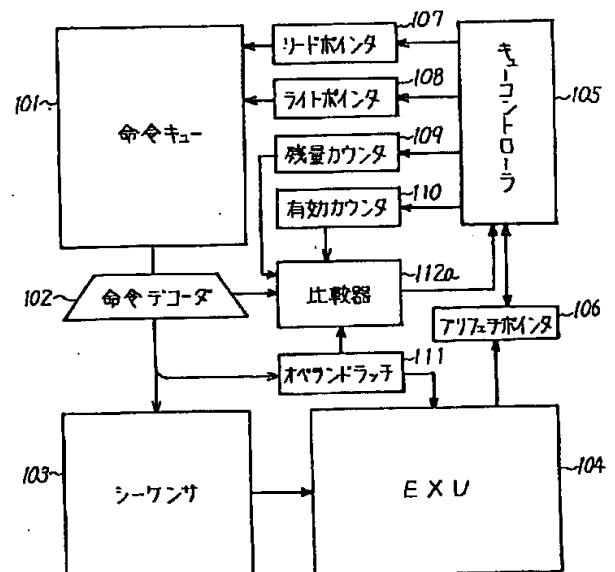 107
リードポインタ
101
命令キュー
108
ライトポインタ
キューコントローラ
105
109
残量カウンタ
110
有効カウンタ
102
命令デコーダ
比較器
112a
プリフェチポインタ
106
オペランドラッチ
111
103
シーケンサ
EXU
104